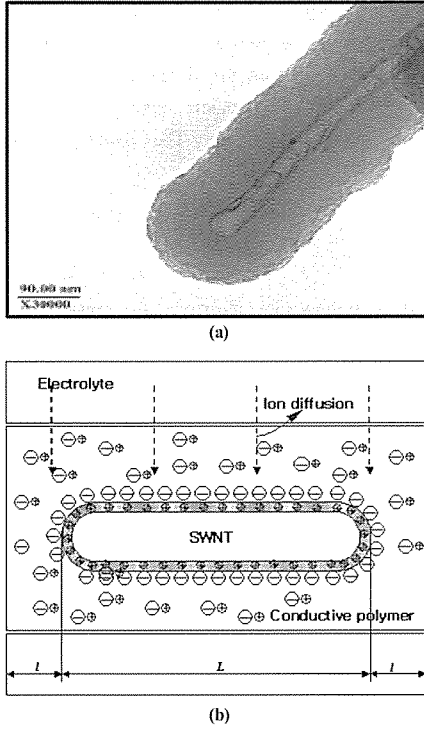 90.00 nm
X30000
(a)
Electrolyte
Ion diffusion
SWNT
Conductive polymer
l L l
(b)